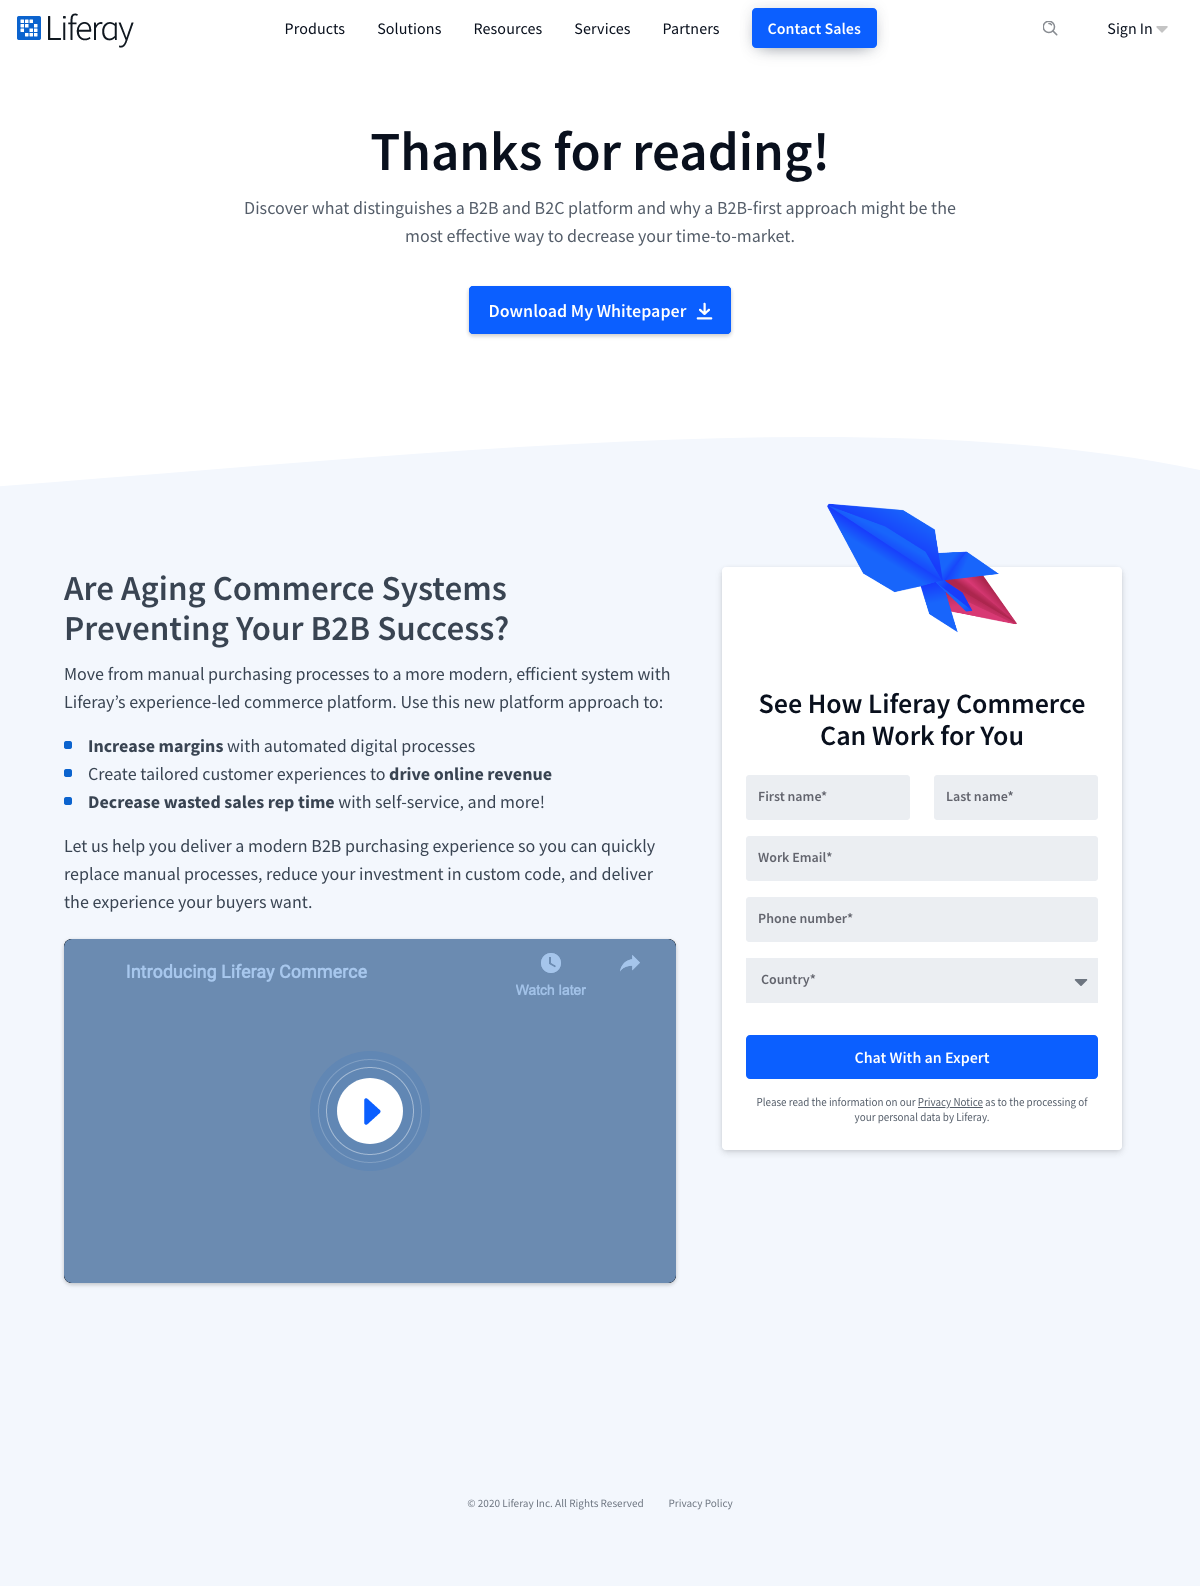 Liferay
Products Solutions Resources Services Partners Contact Sales Sign In
Thanks for reading!
Discover what distinguishes a B2B and B2C platform and why a B2B-first approach might be the
most effective way to decrease your time-to-market.
Download My Whitepaper
Are Aging Commerce Systems
Preventing Your B2B Success?
Move from manual purchasing processes to a more modern, efficient system with
Liferay’s experience-led commerce platform. Use this new platform approach to:
Increase margins with automated digital processes
Create tailored customer experiences to drive online revenue
Decrease wasted sales rep time with self-service, and more!
Let us help you deliver a modern B2B purchasing experience so you can quickly
replace manual processes, reduce your investment in custom code, and deliver
the experience your buyers want.
Introducing Liferay Commerce
Watch later
See How Liferay Commerce
Can Work for You
First name* Last name*
Work Email*
Phone number*
Country*
Chat With an Expert
Please read the information on our Privacy Notice as to the processing of
your personal data by Liferay.
© 2020 Liferay Inc. All Rights Reserved Privacy Policy